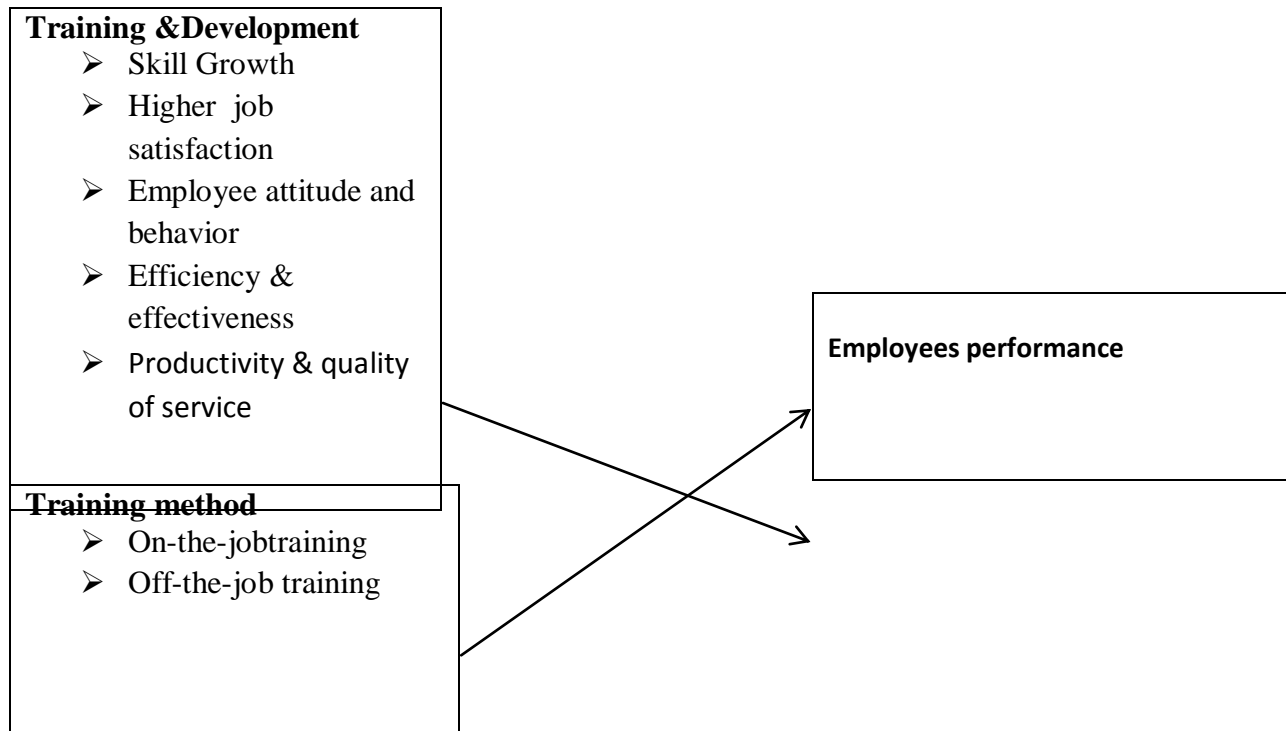 Training &Development
➢ Skill Growth
➢ Higher job
satisfaction
➢ Employee attitude and
behavior
➢ Efficiency &
effectiveness
➢ Productivity & quality
of service
Training method
➢ On-the-jobtraining
➢ Off-the-job training
Employees performance